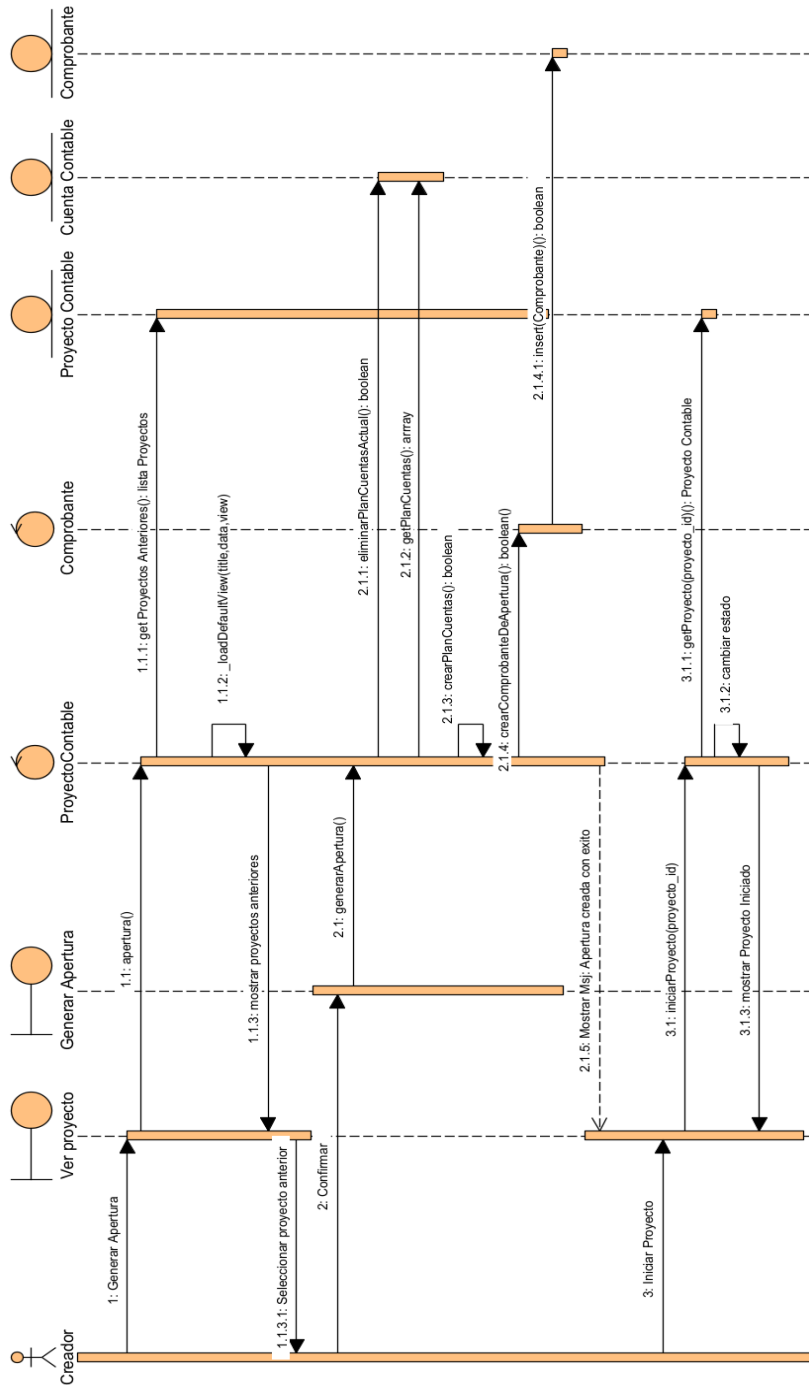 Creador
Ver proyecto
Generar Apertura
ProyectoContable
Comprobante
Proyecto Contable
Cuenta Contable
Comprobante
1: Generar Apertura
1.1: apertura()
1.1.1: get Proyectos Anteriores(): lista Proyectos
1.1.2: _loadDefaultView(title,data,view)
1.1.3: mostrar proyectos anteriores
1.1.3.1: Seleccionar proyecto anterior
2: Confirmar
2.1: generarApertura()
2.1.1: eliminarPlanCuentasActual(): boolean
2.1.2: getPlanCuentas(): arrray
2.1.3: crearPlanCuentas(): boolean
2.1.4: crearComprobanteDeApertura(): boolean()
2.1.4.1: insert(Comprobante)(): boolean
2.1.5: Mostrar Msj: Apertura creada con exito
3: Iniciar Proyecto
3.1: iniciarProyecto(proyecto_id)
3.1.1: getProyecto(proyecto_id)(): Proyecto Contable
3.1.2: cambiar estado
3.1.3: mostrar Proyecto Iniciado